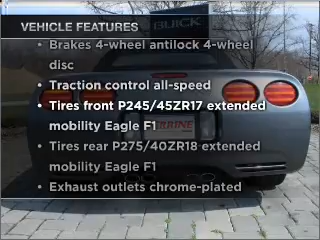 BUICK
VEHICLE FEATURES
• Brakes 4-wheel antilock 4-wheel
disc
• Traction control all-speed
• Tires front P245/45ZR17 extended
mobility Eagle F1
• Tires rear P275/40ZR18 extended
mobility Eagle F1
• Exhaust outlets chrome-plated